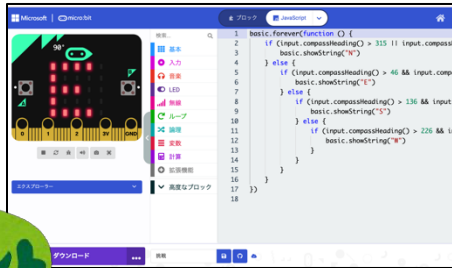 Microsoft | micro:bit
ブロック
JavaScript
90°
0 1 2 3V GND
エクスプローラー
ダウンロード
•••
検索...
基本
入力
音楽
LED
無線
ループ
論理
変数
計算
拡張機能
高度なブロック
挑戦
1 basic.forever(function () {
2 if (input.compassHeading() > 315 || input.compass
3 basic.showString("N")
4 } else {
5 if (input.compassHeading() > 46 && input.comp
6 basic.showString("E")
7 } else {
8 if (input.compassHeading() > 136 && input
9 basic.showString("S")
10 } else {
11 if (input.compassHeading() > 226 && i
12 basic.showString("W")
13 }
14 }
15 }
16 }
17 })
18